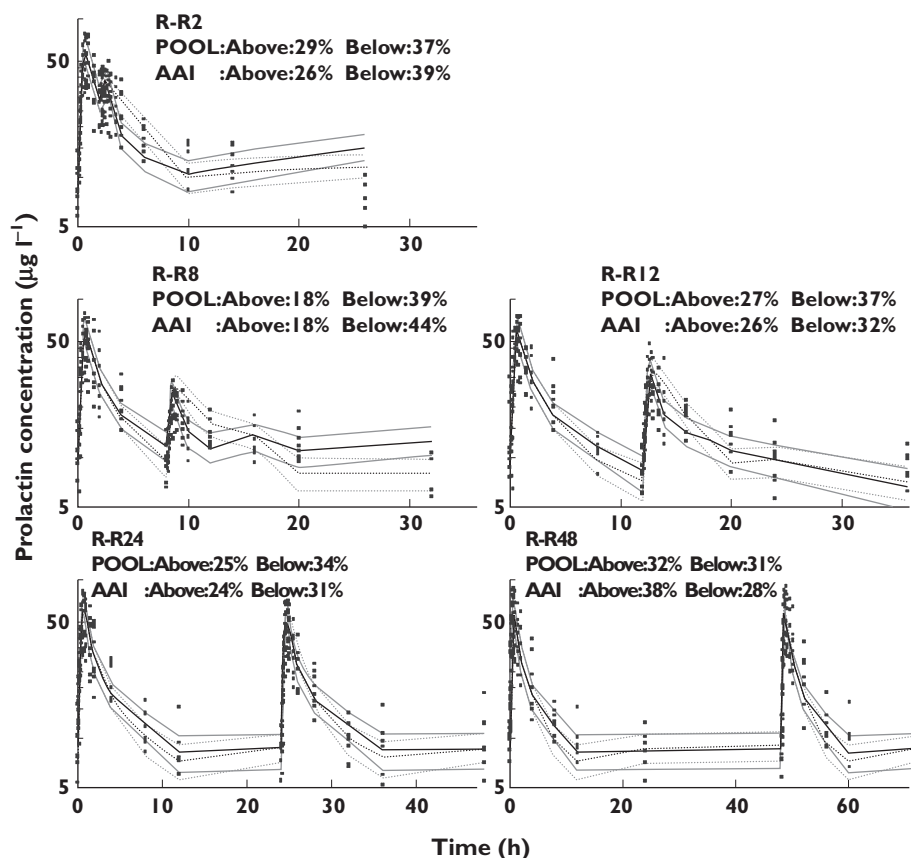 R-R2
POOL:Above:29% Below:37%
AAI :Above:26% Below:39%
50
5
0 10 20 30
R-R8
POOL:Above:18% Below:39%
AAI :Above:18% Below:44%
50
5
0 10 20 30
R-R12
POOL:Above:27% Below:37%
AAI :Above:26% Below:32%
50
5
0 10 20 30
R-R24
POOL:Above:25% Below:34%
AAI :Above:24% Below:31%
50
5
0 10 20 30 40
R-R48
POOL:Above:32% Below:31%
AAI :Above:38% Below:28%
50
5
0 20 40 60
Prolactin concentration (µg l⁻¹)
Time (h)